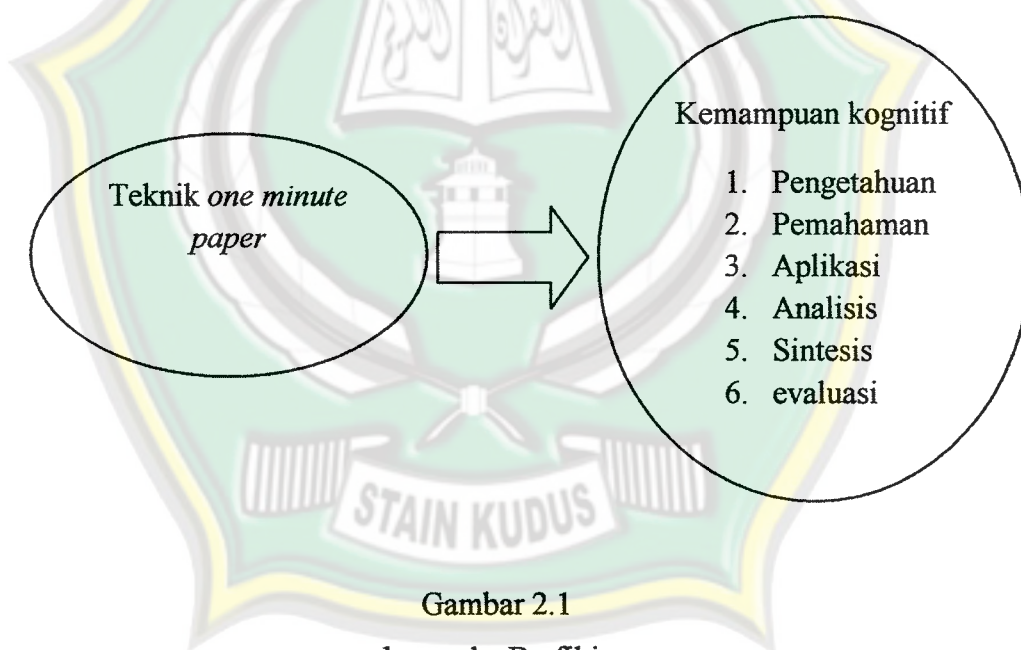 Teknik one minute
paper
Kemampuan kognitif
1. Pengetahuan
2. Pemahaman
3. Aplikasi
4. Analisis
5. Sintesis
6. evaluasi
STAIN KUDUS
Gambar 2.1